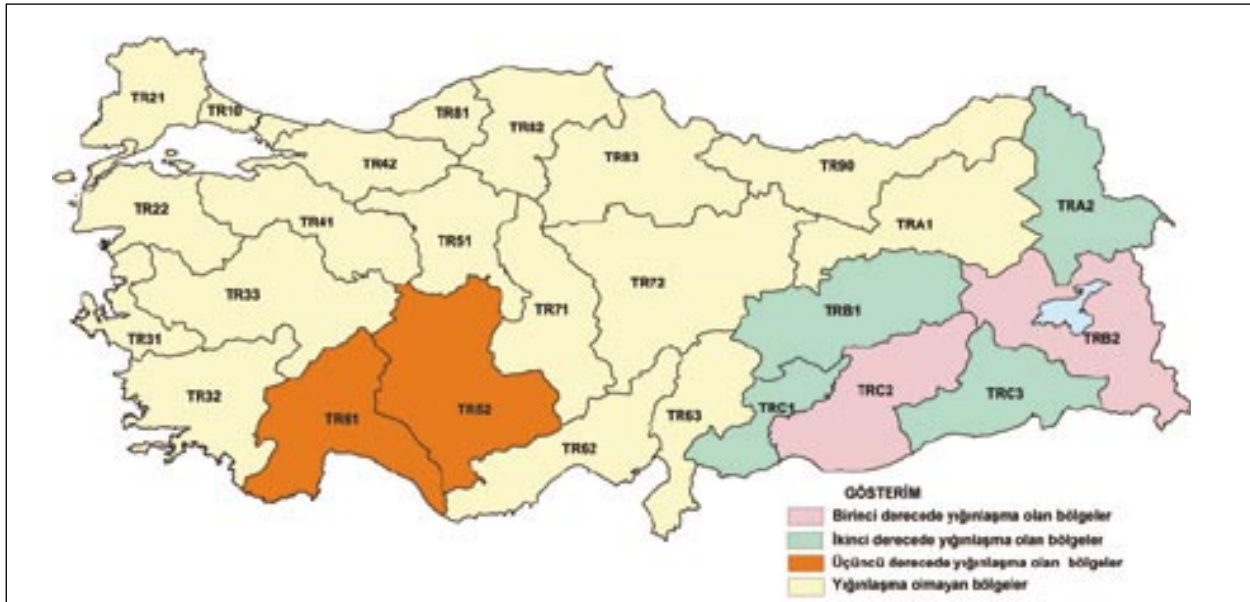 TR21
TR10
TR81
TR82
TR83
TR42
TR90
TRA2
TR22
TR41
TR51
TRA1
TR72
TR33
TR71
TRB1
TR31
TRB2
TR32
TRC2
TRC1
TRC3
TR61
TR52
TR63
TR62
GÖSTERİM
Birinci derecede yığınlaşma olan bölgeler
İkinci derecede yığınlaşma olan bölgeler
Üçüncü derecede yığınlaşma olan bölgeler
Yığınlaşma olmayan bölgeler